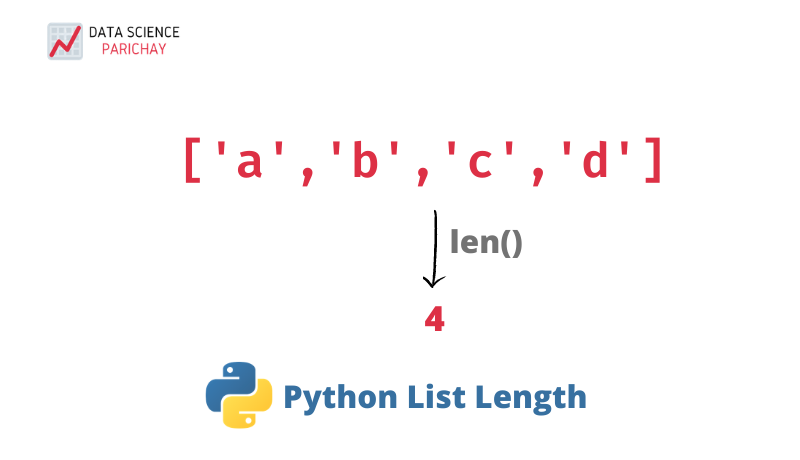 DATA SCIENCE
PARICHAY
['a','b','c','d']
len()
4
Python List Length